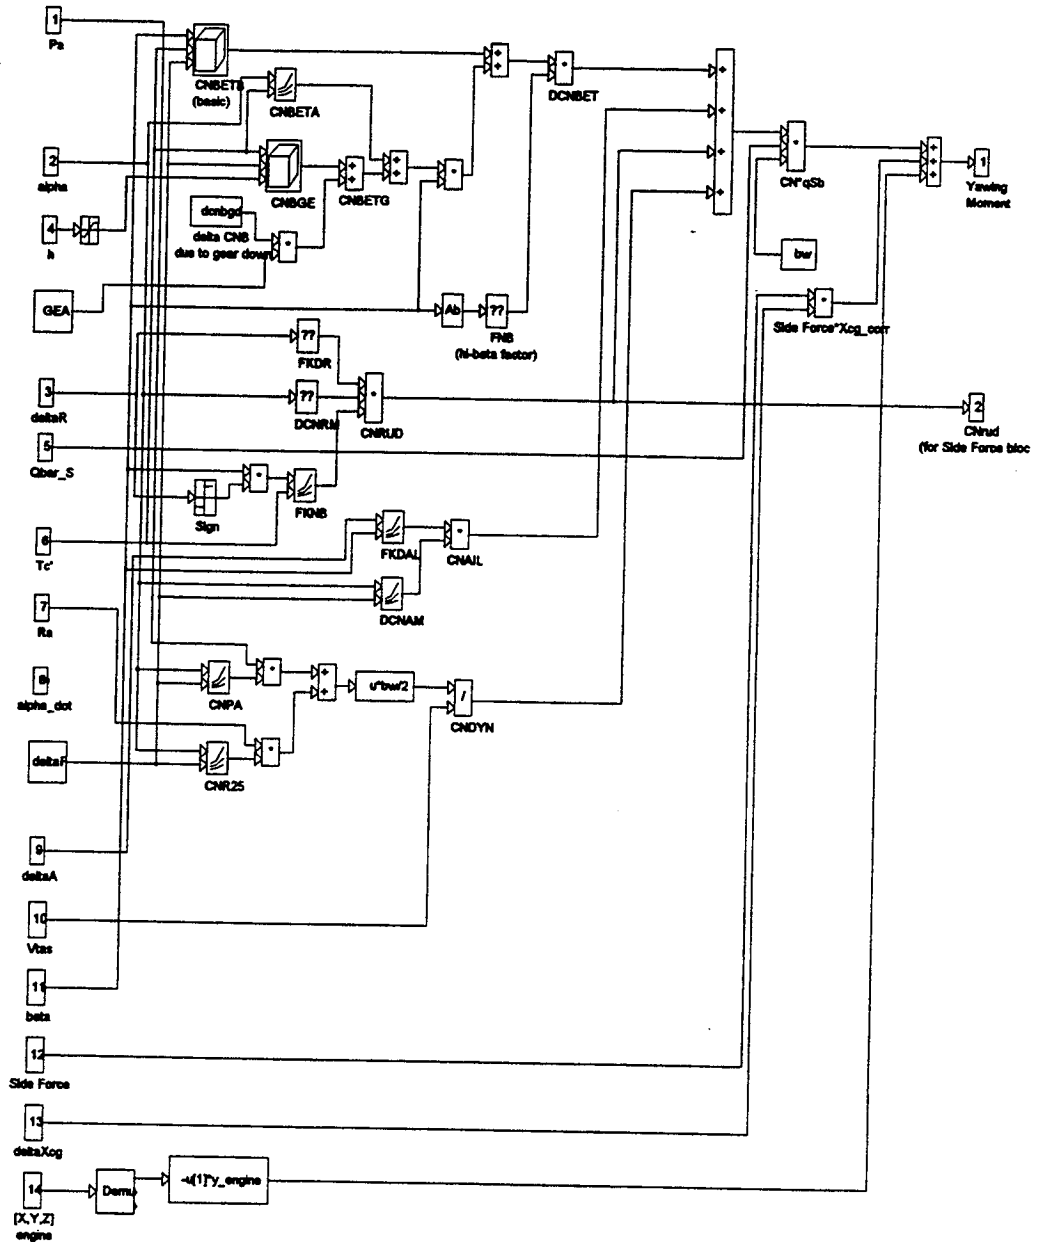 1
Pa
CNBETB
(basic)
CNBETA
DCNBET
2
alpha
CNBGE
CNBETG
CN*qSb
1
Yawing
Moment
4
h
dcnbgd
delta CNB
due to gear down
bw
GEA
Ab
??
FNB
(hi-beta factor)
Side Force*Xcg_corr
??
FKDR
3
deltaR
??
DCNRM
CNRUD
2
CNrud
(for Side Force bloc
5
Qbar_S
Sign
FKNB
6
Tc'
FKDAL
CNAIL
7
Ra
DCNAM
8
alpha_dot
CNPA
u*bw/2
/
CNDYN
deltaF
CNR25
9
deltaA
10
Vtas
11
beta
12
Side Force
13
deltaXcg
14
[X,Y,Z]
engine
Demu
-u[1]*y_engine